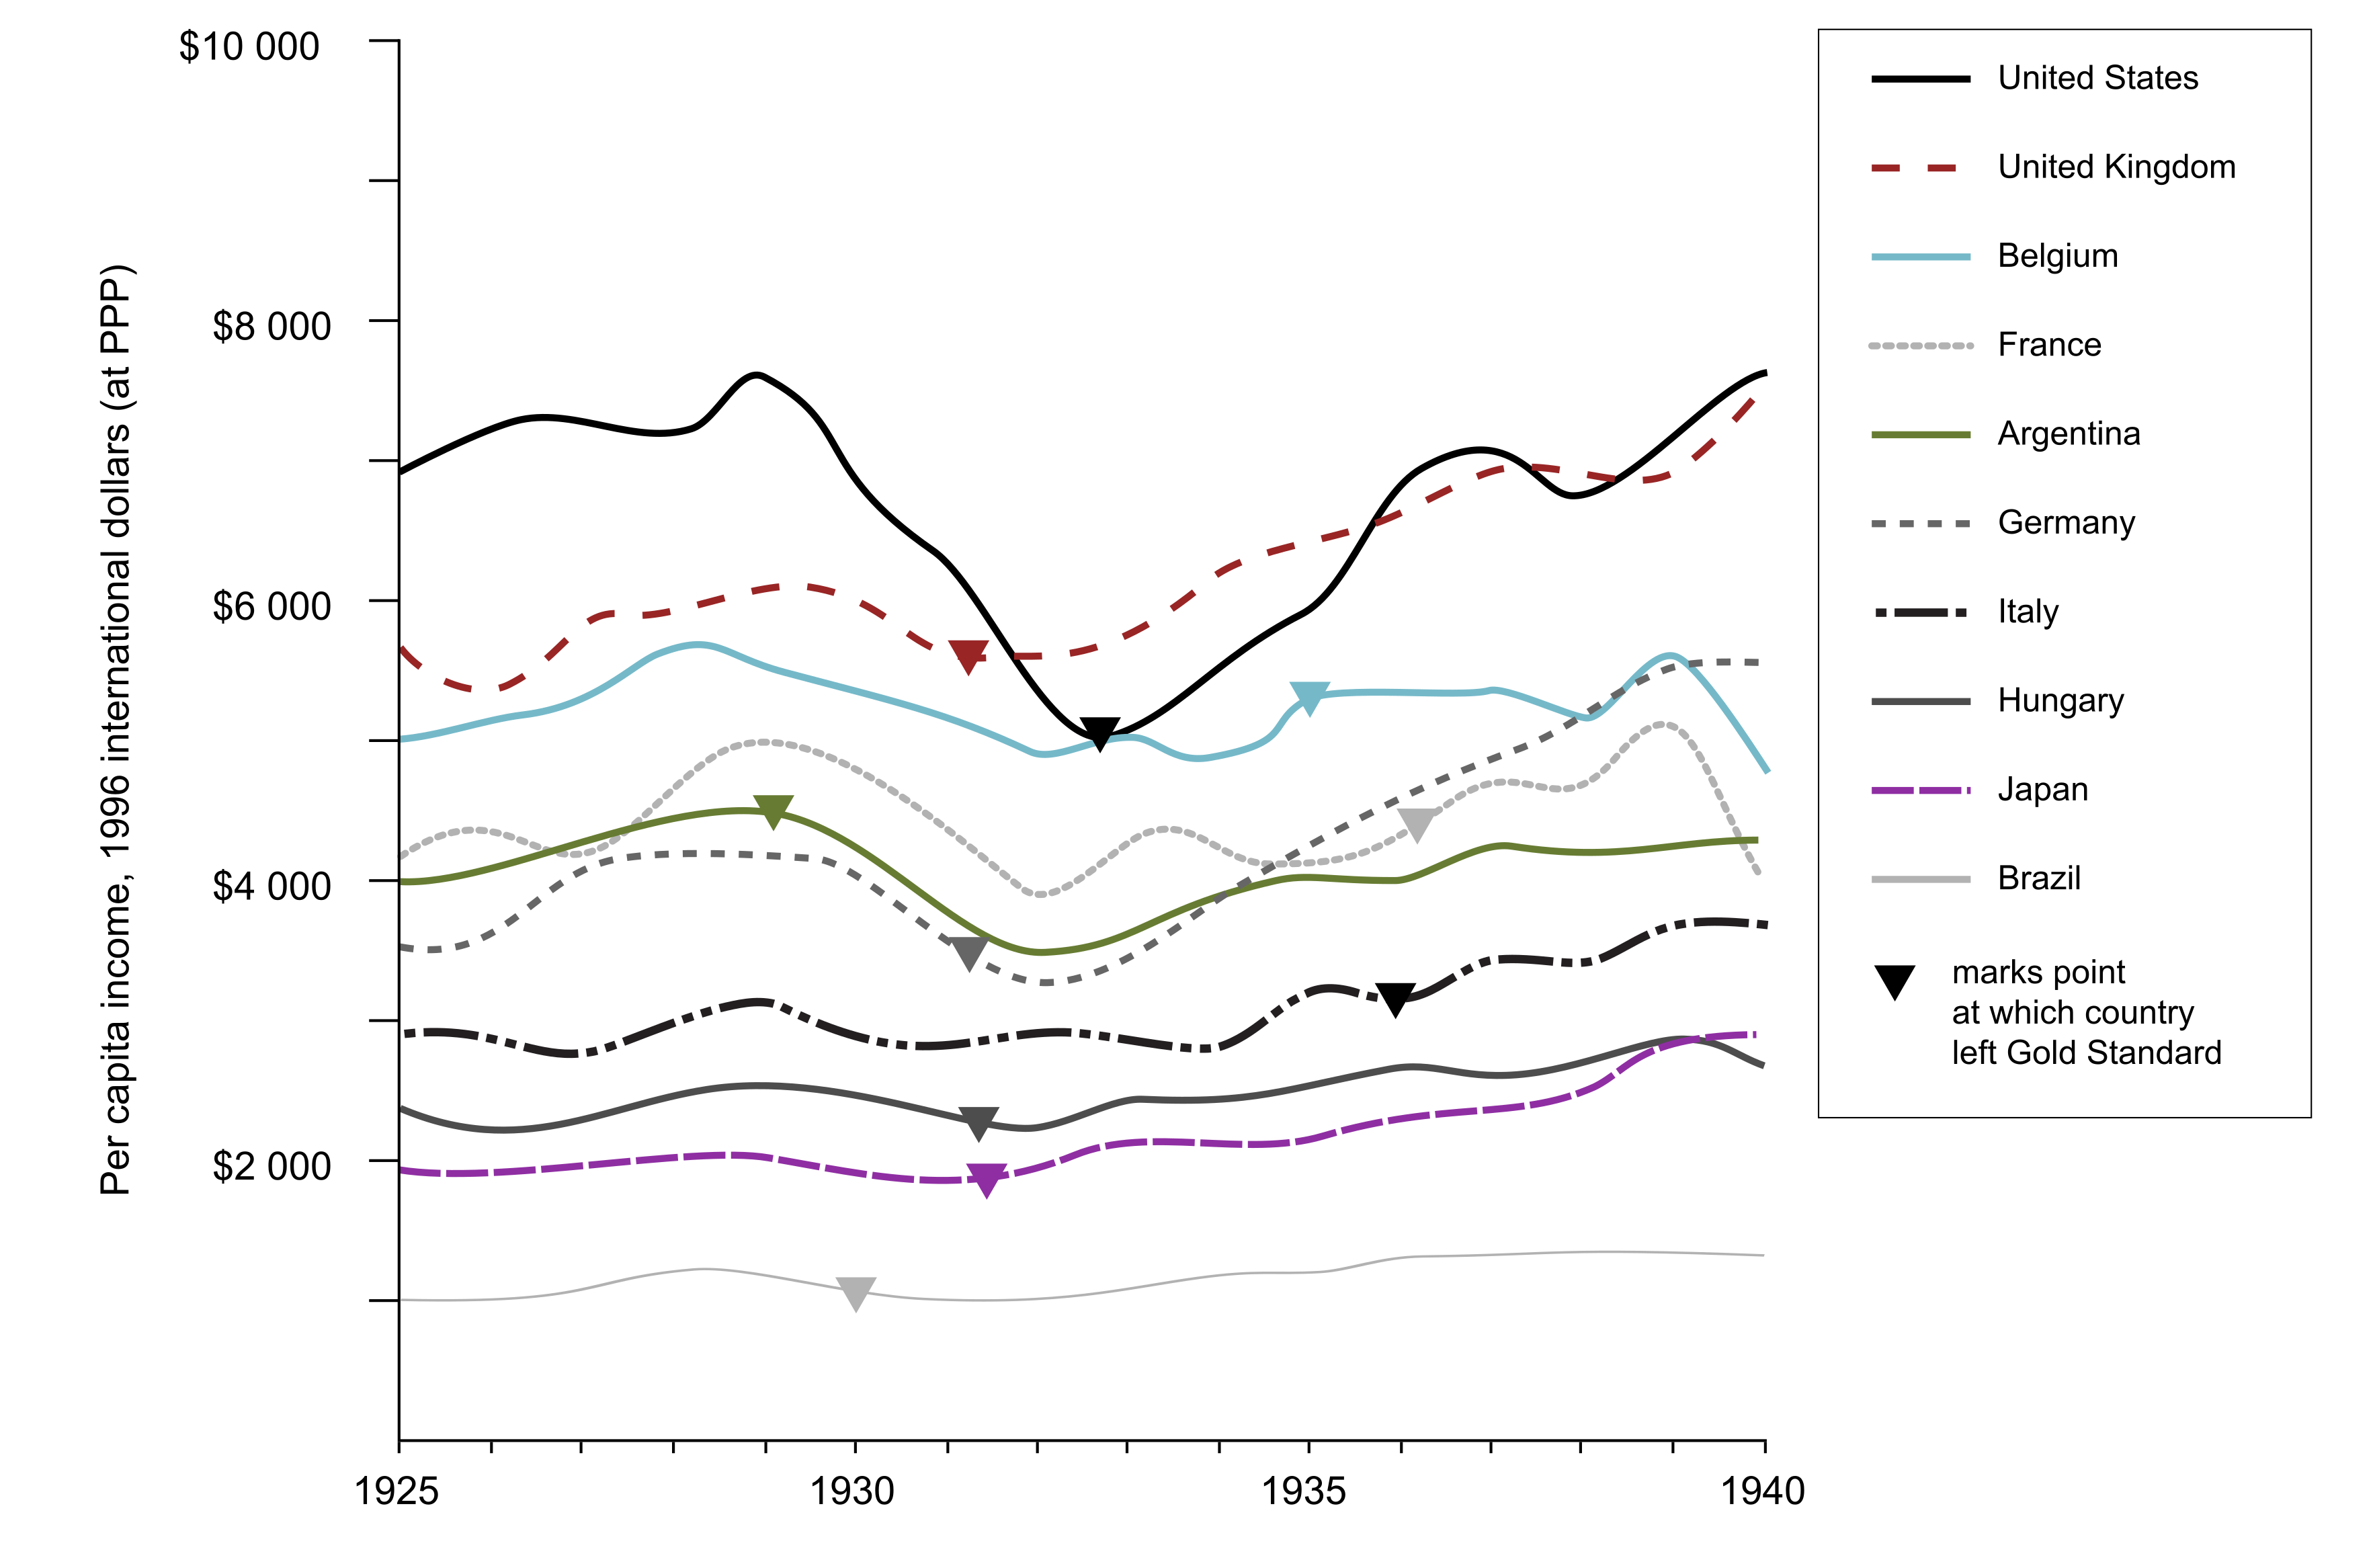 Per capita income, 1996 international dollars (at PPP)
$10 000
$8 000
$6 000
$4 000
$2 000
1925
1930
1935
1940
United States
United Kingdom
Belgium
France
Argentina
Germany
Italy
Hungary
Japan
Brazil
marks point
at which country
left Gold Standard